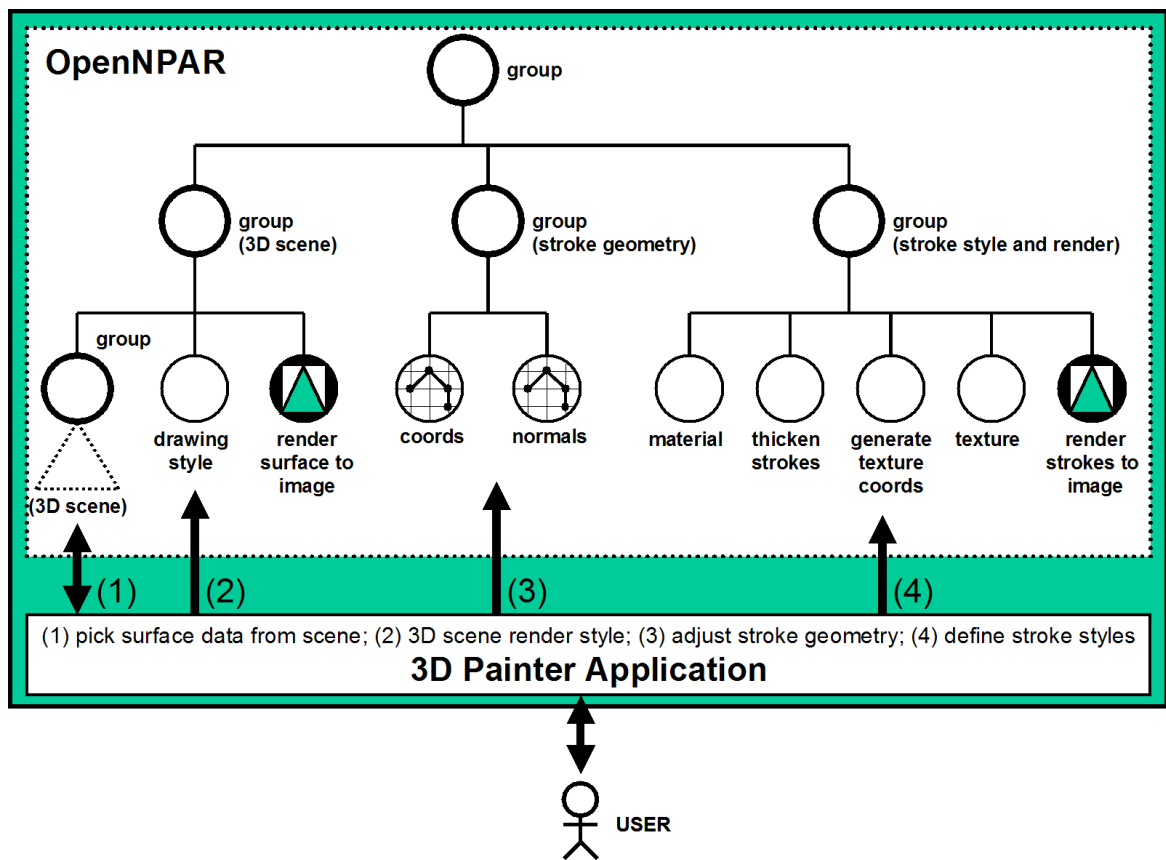 OpenNPAR
group
group
(3D scene)
group
(stroke geometry)
group
(stroke style and render)
group
(3D scene)
drawing
style
render
surface to
image
coords
normals
material
thicken
strokes
generate
texture
coords
texture
render
strokes to
image
(1)
(2)
(3)
(4)
(1) pick surface data from scene; (2) 3D scene render style; (3) adjust stroke geometry; (4) define stroke styles
3D Painter Application
USER